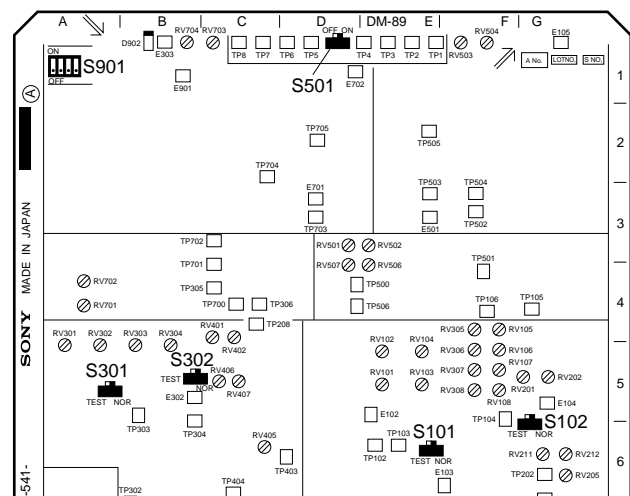 A B C D DM-89 E F G
RV704 RV703 OFF ON RV504 E105
D902 E303 TP8 TP7 TP6 TP5 TP4 TP3 TP2 TP1 RV503
ON
S901
OFF
E901 S501 E702 A No. LOTNO. S NO. 1
A
TP705 TP505 2
TP704
E701 TP503 TP504
TP703 E501 TP502 3
TP702 RV501 RV502
TP701 RV507 RV506 TP501
RV702 TP305 TP500
RV701 TP700 TP306 TP506 TP106 TP105 4
SONY MADE IN JAPAN
TP208 RV305 RV105
RV301 RV302 RV303 RV304 RV401 RV402 RV102 RV104 RV306 RV106
S301 S302 RV307 RV107
TEST NOR RV406 RV101 RV103 RV202
TEST NOR E302 RV407 RV308 RV201 5
RV108 E104
TP303 TP304 E102 TP104 S102
S101 TEST NOR
RV405 TP103 RV211 RV212
TP403 TP102 TEST NOR 6
E103 TP202 RV205
TP302 TP404
-541-